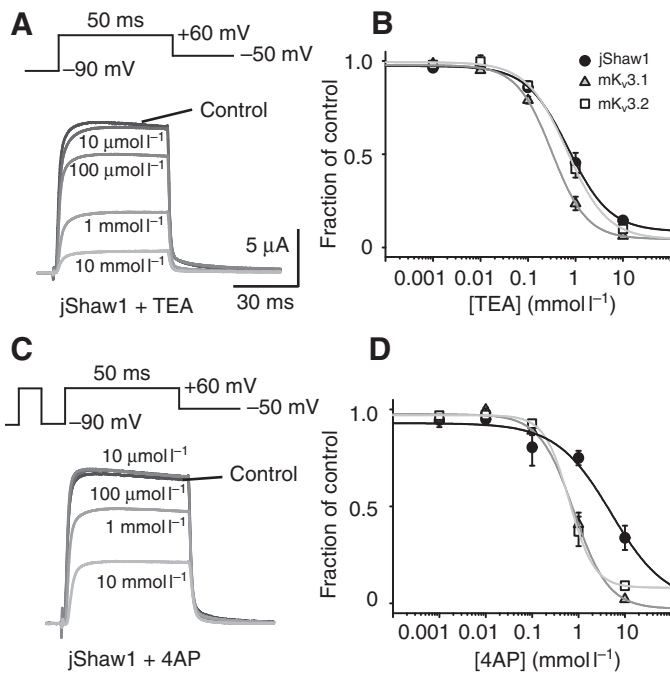 A
50 ms
+60 mV
−50 mV
−90 mV
Control
10 μmol l−1
100 μmol l−1
1 mmol l−1
10 mmol l−1
5 μA
30 ms
jShaw1 + TEA
B
jShaw1
mKv3.1
mKv3.2
Fraction of control
1.0
0.5
0
0.001 0.01 0.1 1 10
[TEA] (mmol l−1)
C
50 ms
+60 mV
−50 mV
−90 mV
10 μmol l−1
Control
100 μmol l−1
1 mmol l−1
10 mmol l−1
jShaw1 + 4AP
D
Fraction of control
1.0
0.5
0
0.001 0.01 0.1 1 10
[4AP] (mmol l−1)